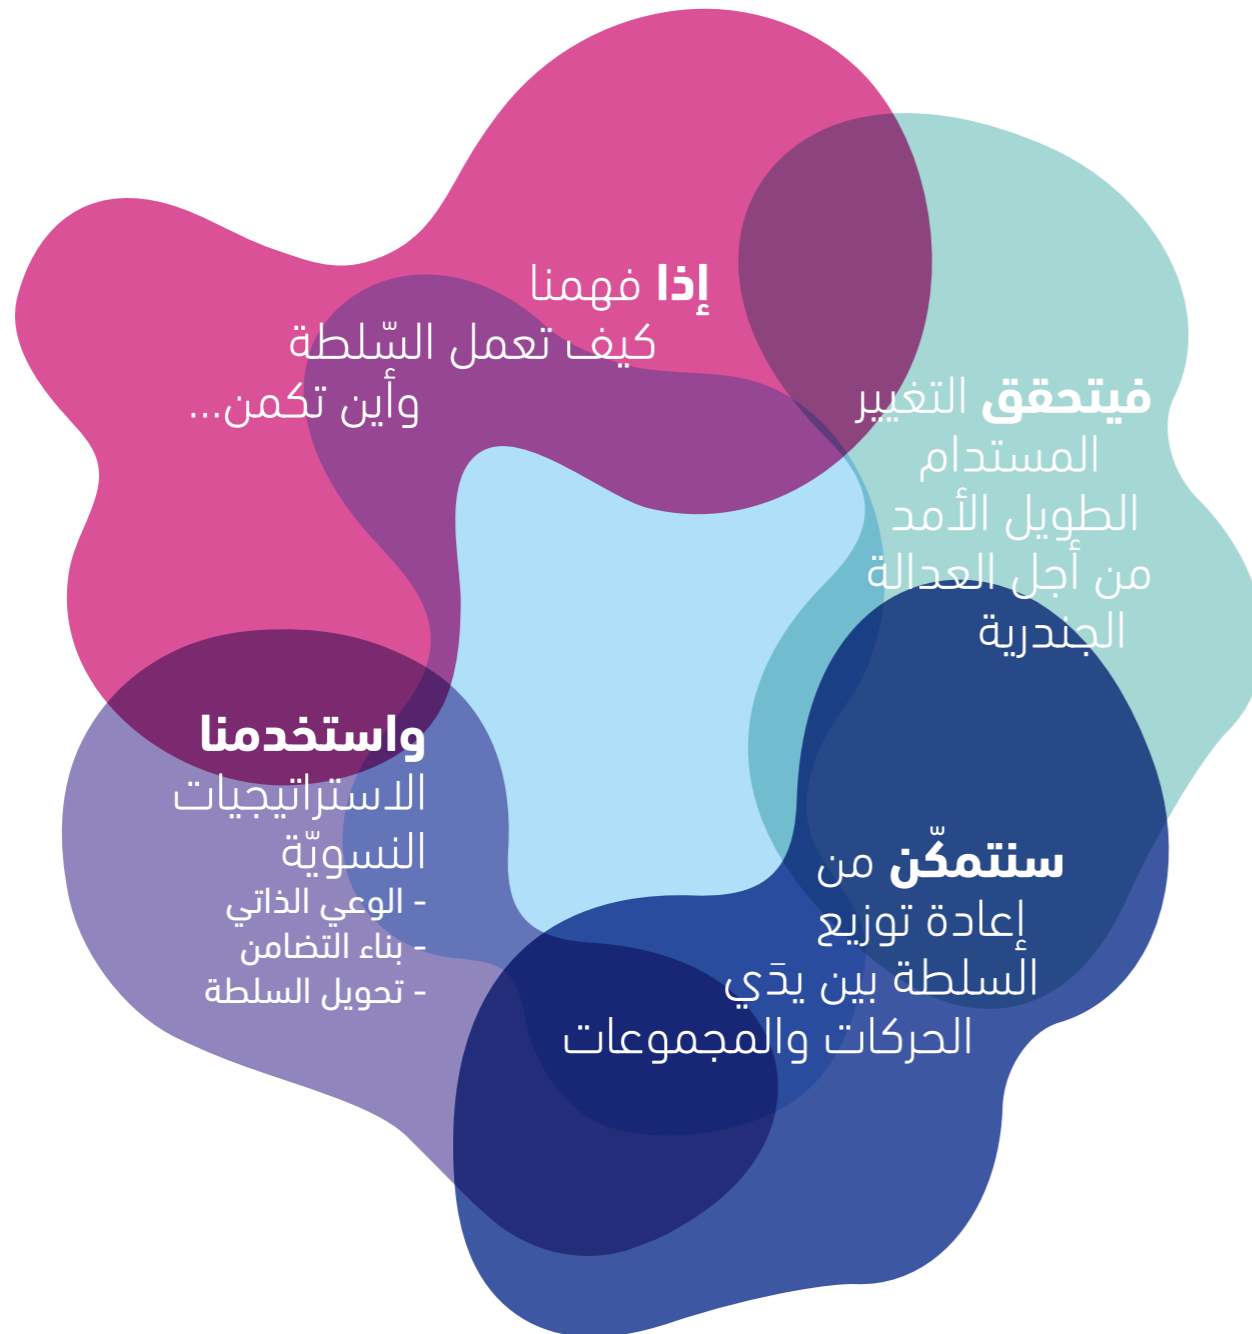 إذا فهمنا
كيف تعمل السّلطة
وأين تكمن...
واستخدمنا
الاستراتيجيات
النسويّة
- الوعي الذاتي
- بناء التضامن
- تحويل السلطة
سنتمكّن من
إعادة توزيع
السلطة بين يدَي
الحركات والمجموعات
فيتحقق التغيير
المستدام
الطويل الأمد
من أجل العدالة
الجندرية